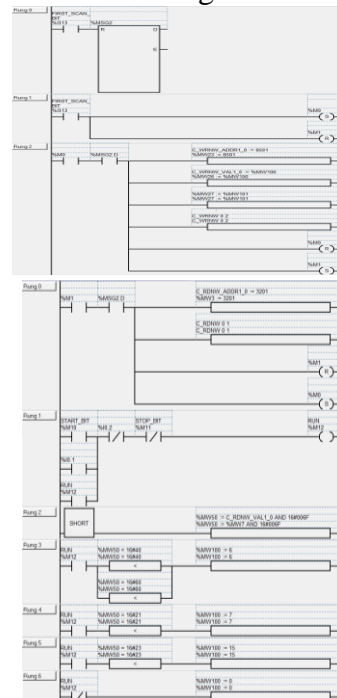 Rung 0
FIRST_SCAN_
BIT
%S13
%MSG2
R
D
E
Rung 1
FIRST_SCAN_
BIT
%S13
%M0
S
%M1
R
Rung 2
%M0
%MSG2.D
C_WRNW_ADDR1_0 := 8501
%MW23 := 8501
C_WRNW_VAL1_0 := %MW100
%MW26 := %MW100
%MW27 := %MW101
%MW27 := %MW101
C_WRNW 0 2
C_WRNW 0 2
%M0
R
%M1
S
Rung 0
%M1
%MSG2.D
C_RDNW_ADDR1_0 := 3201
%MW3 := 3201
C_RDNW 0 1
C_RDNW 0 1
%M1
R
%M0
S
Rung 1
START_BIT
%M10
%I0.2
STOP_BIT
%M11
RUN
%M12
%I0.1
RUN
%M12
Rung 2
SHORT
%MW50 := C_RDNW_VAL1_0 AND 16#006F
%MW50 := %MW7 AND 16#006F
Rung 3
RUN
%M12
%MW50 = 16#40
%MW50 = 16#40
<
%MW50 = 16#60
%MW50 = 16#60
<
%MW100 := 6
%MW100 := 6
Rung 4
RUN
%M12
%MW50 = 16#21
%MW50 = 16#21
<
%MW100 := 7
%MW100 := 7
Rung 5
RUN
%M12
%MW50 = 16#23
%MW50 = 16#23
<
%MW100 := 15
%MW100 := 15
Rung 6
RUN
%M12
%MW100 := 0
%MW100 := 0